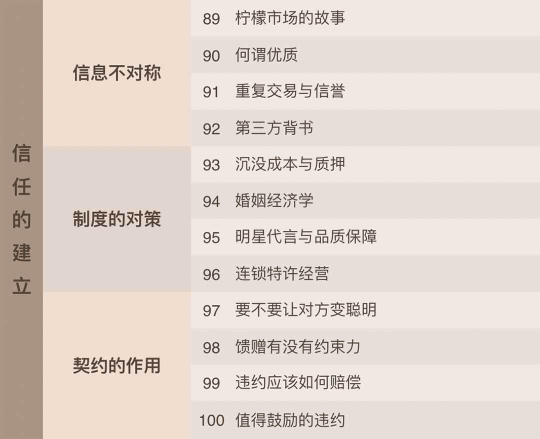 信任的建立
信息不对称
89 柠檬市场的故事
90 何谓优质
91 重复交易与信誉
92 第三方背书
制度的对策
93 沉没成本与质押
94 婚姻经济学
95 明星代言与品质保障
96 连锁特许经营
契约的作用
97 要不要让对方变聪明
98 馈赠有没有约束力
99 违约应该如何赔偿
100 值得鼓励的违约